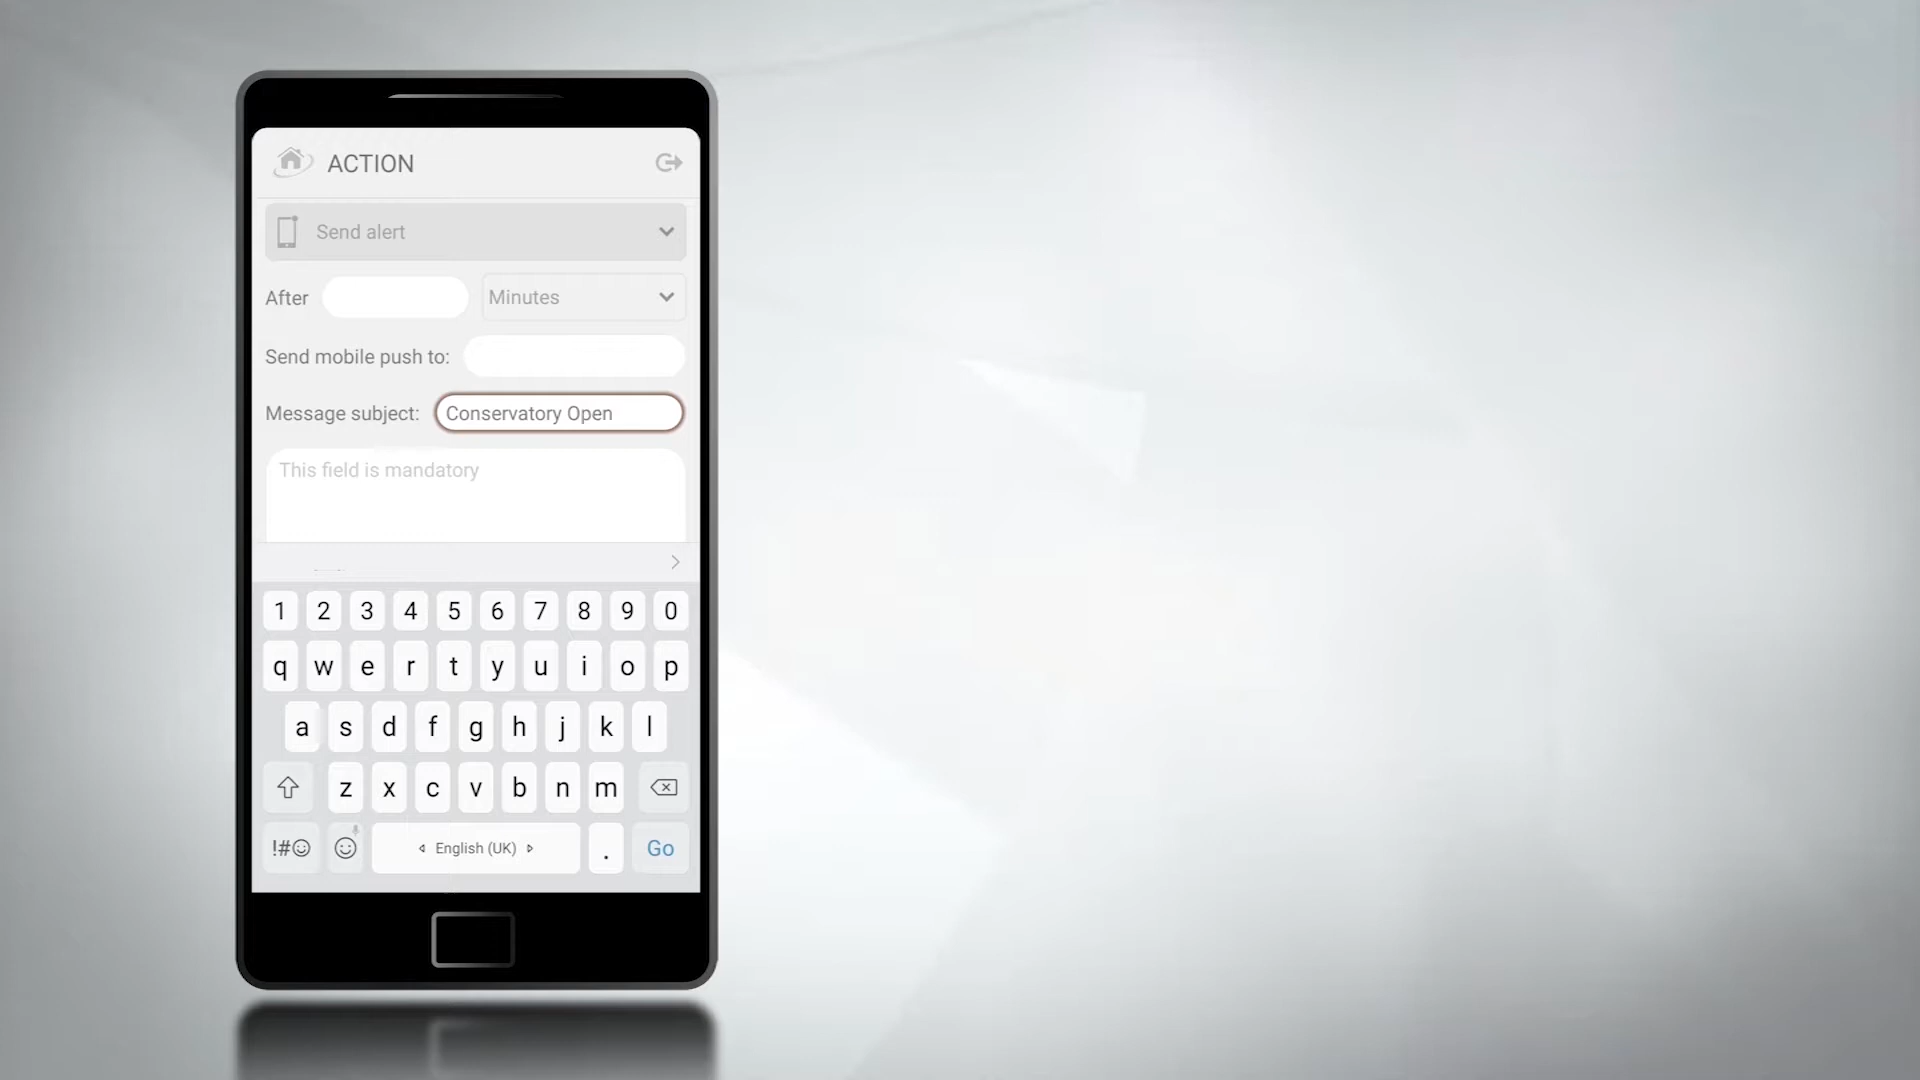 ACTION
Send alert
After Minutes
Send mobile push to:
Message subject: Conservatory Open
This field is mandatory
1 2 3 4 5 6 7 8 9 0
q w e r t y u i o p
a s d f g h j k l
z x c v b n m
!#☺ English (UK) . Go